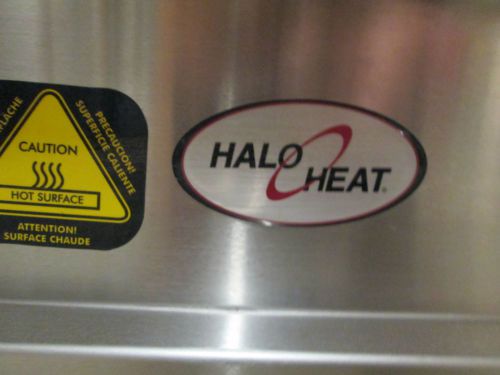 PRECAUCION!
SUPERFICIE CALIENTE
CAUTION
HOT SURFACE
ATTENTION!
SURFACE CHAUDE
HALO
HEAT